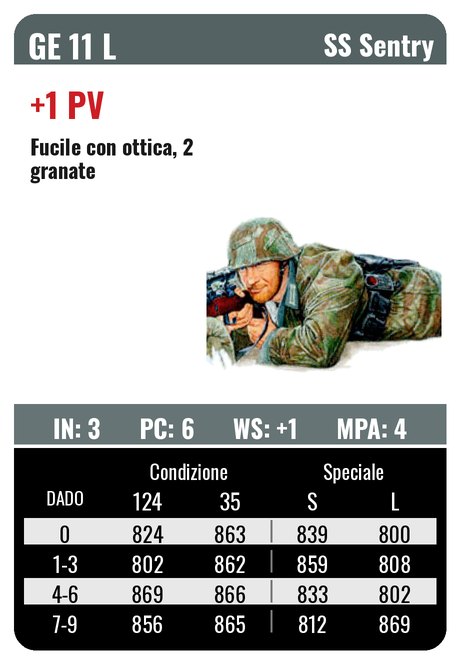 GE 11 L SS Sentry
+1 PV
Fucile con ottica, 2
granate
IN: 3 PC: 6 WS: +1 MPA: 4
Condizione Speciale
DADO 124 35 S L
0 824 863 839 800
1-3 802 862 859 808
4-6 869 866 833 802
7-9 856 865 812 869